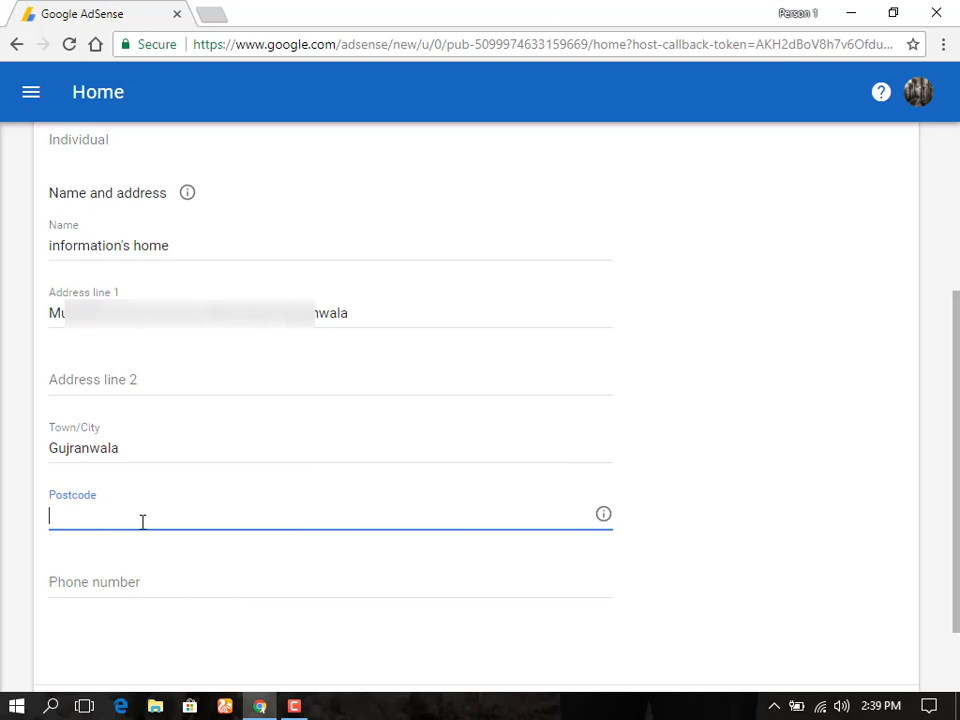 Google AdSense
Person 1
Secure
https://www.google.com/adsense/new/u/0/pub-5099974633159669/home?host-callback-token=AKH2dBoV8h7v6Ofdu...
Home
Individual
Name and address
Name
information's home
Address line 1
Mu
nwala
Address line 2
Town/City
Gujranwala
Postcode
Phone number
2:39 PM